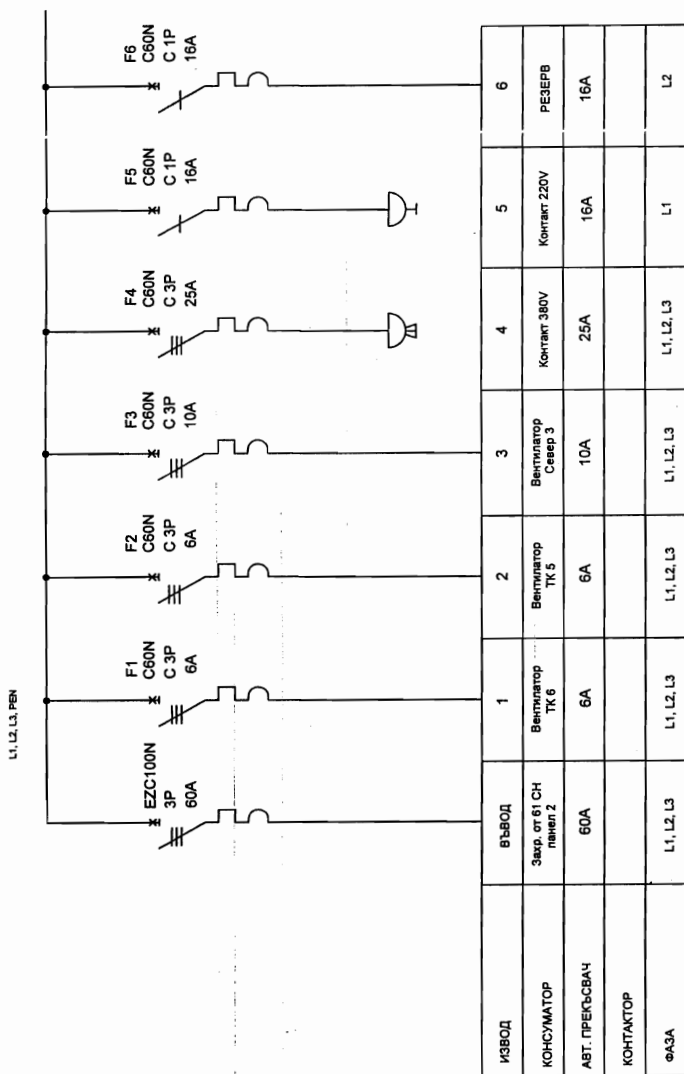 L1, L2, L3, PEN
EZC100N
3P
60A
F1
C60N
C 3P
6A
F2
C60N
C 3P
6A
F3
C60N
C 3P
10A
F4
C60N
C 3P
25A
F5
C60N
C 1P
16A
F6
C60N
C 1P
16A
ИЗВОД
ВЪВОД
1
2
3
4
5
6
КОНСУМАТОР
Захр. от 61 СН
панел 2
Вентилатор
ТК 6
Вентилатор
ТК 5
Вентилатор
Север 3
Контакт 380V
Контакт 220V
РЕЗЕРВ
АВТ. ПРЕКЪСВАЧ
60A
6A
6A
10A
25A
16A
16A
КОНТАКТОР
ФАЗА
L1, L2, L3
L1, L2, L3
L1, L2, L3
L1, L2, L3
L1, L2, L3
L1
L2